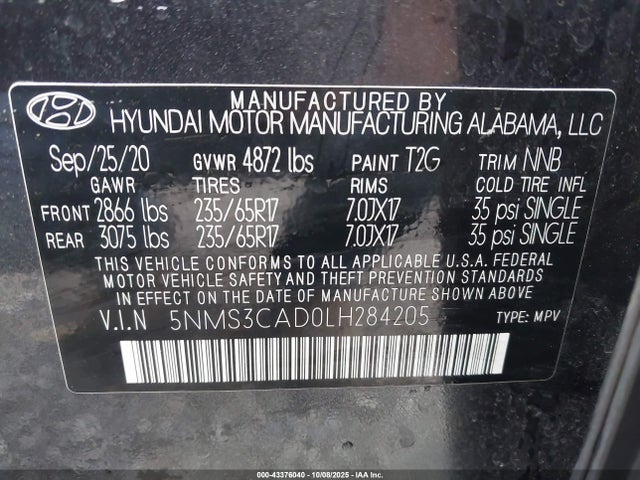 MANUFACTURED BY
HYUNDAI MOTOR MANUFACTURING ALABAMA, LLC
Sep/25/20 GVWR 4872 lbs PAINT T2G TRIM NNB
GAWR TIRES RIMS COLD TIRE INFL
FRONT 2866 lbs 235/65R17 7.0JX17 35 psi SINGLE
REAR 3075 lbs 235/65R17 7.0JX17 35 psi SINGLE
THIS VEHICLE CONFORMS TO ALL APPLICABLE U.S.A. FEDERAL
MOTOR VEHICLE SAFETY AND THEFT PREVENTION STANDARDS
IN EFFECT ON THE DATE OF MANUFACTURE SHOWN ABOVE
V.I.N 5NMS3CAD0LH284205 TYPE: MPV
000-43376040 | 10/08/2025 | IAA Inc.